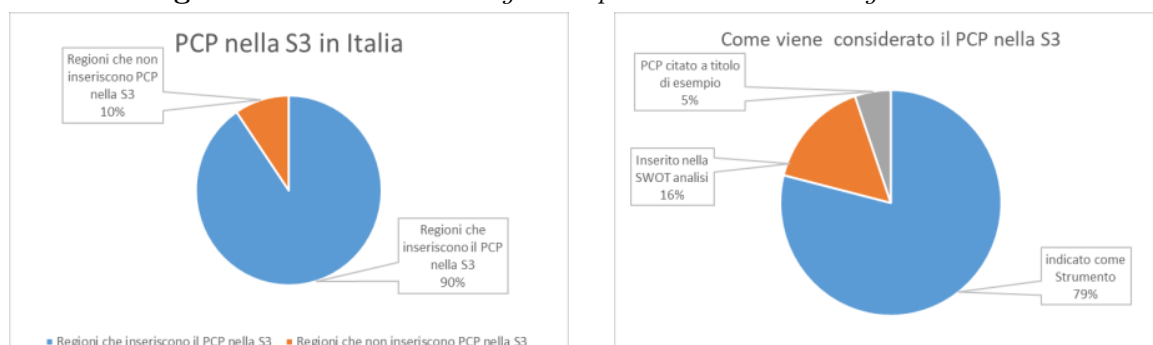 PCP nella S3 in Italia
Regioni che non
inseriscono PCP
nella S3
10%
Regioni che
inseriscono il PCP
nella S3
90%
Regioni che inseriscono il PCP nella S3
Regioni che non inseriscono PCP nella S3
Come viene considerato il PCP nella S3
PCP citato a titolo
di esempio
5%
Inserito nella
SWOT analisi
16%
indicato come
Strumento
79%